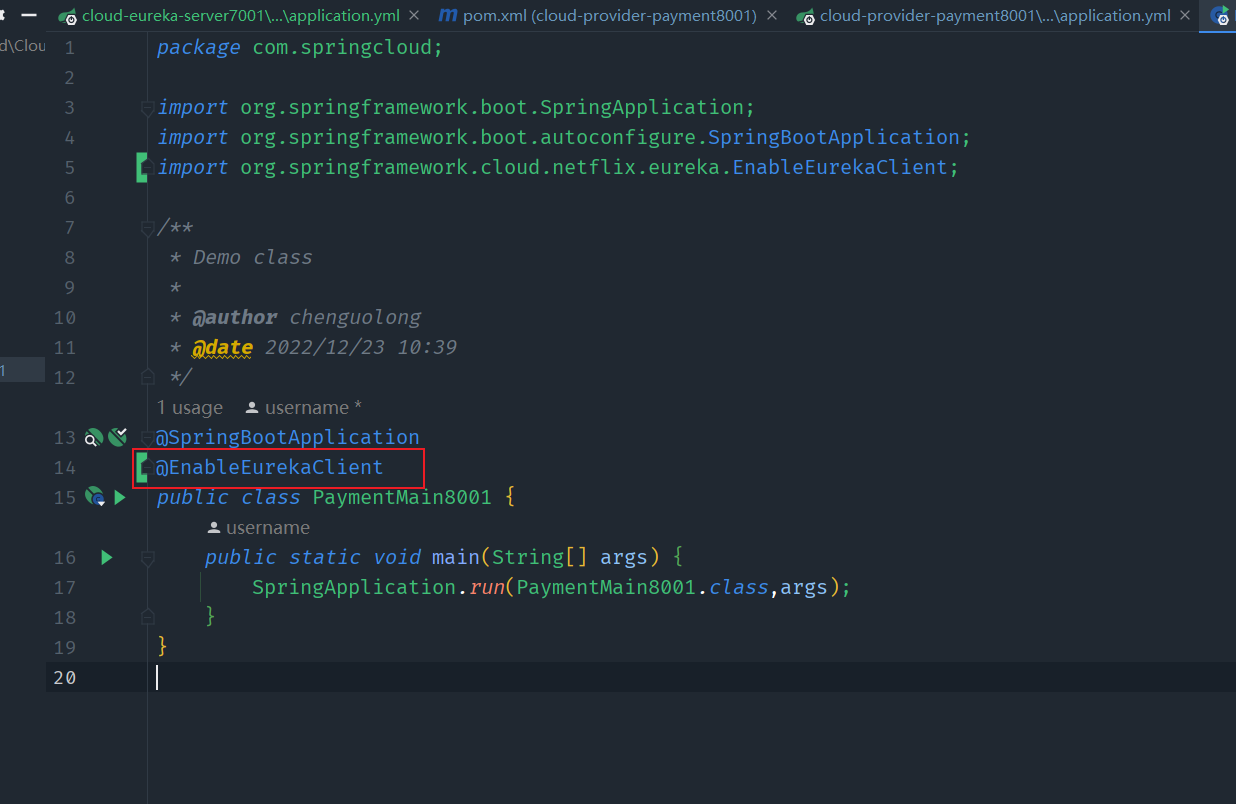 cloud-eureka-server7001\...\application.yml × m pom.xml (cloud-provider-payment8001) × cloud-provider-payment8001\...\application.yml ×
d\Clou
1 package com.springcloud;
2
3 import org.springframework.boot.SpringApplication;
4 import org.springframework.boot.autoconfigure.SpringBootApplication;
5 import org.springframework.cloud.netflix.eureka.EnableEurekaClient;
6
7 /**
8 * Demo class
9 *
10 * @author chenguolong
11 * @date 2022/12/23 10:39
1
12 */
1 usage username *
13 @SpringBootApplication
14 @EnableEurekaClient
15 public class PaymentMain8001 {
username
16 public static void main(String[] args) {
17 SpringApplication.run(PaymentMain8001.class,args);
18 }
19 }
20